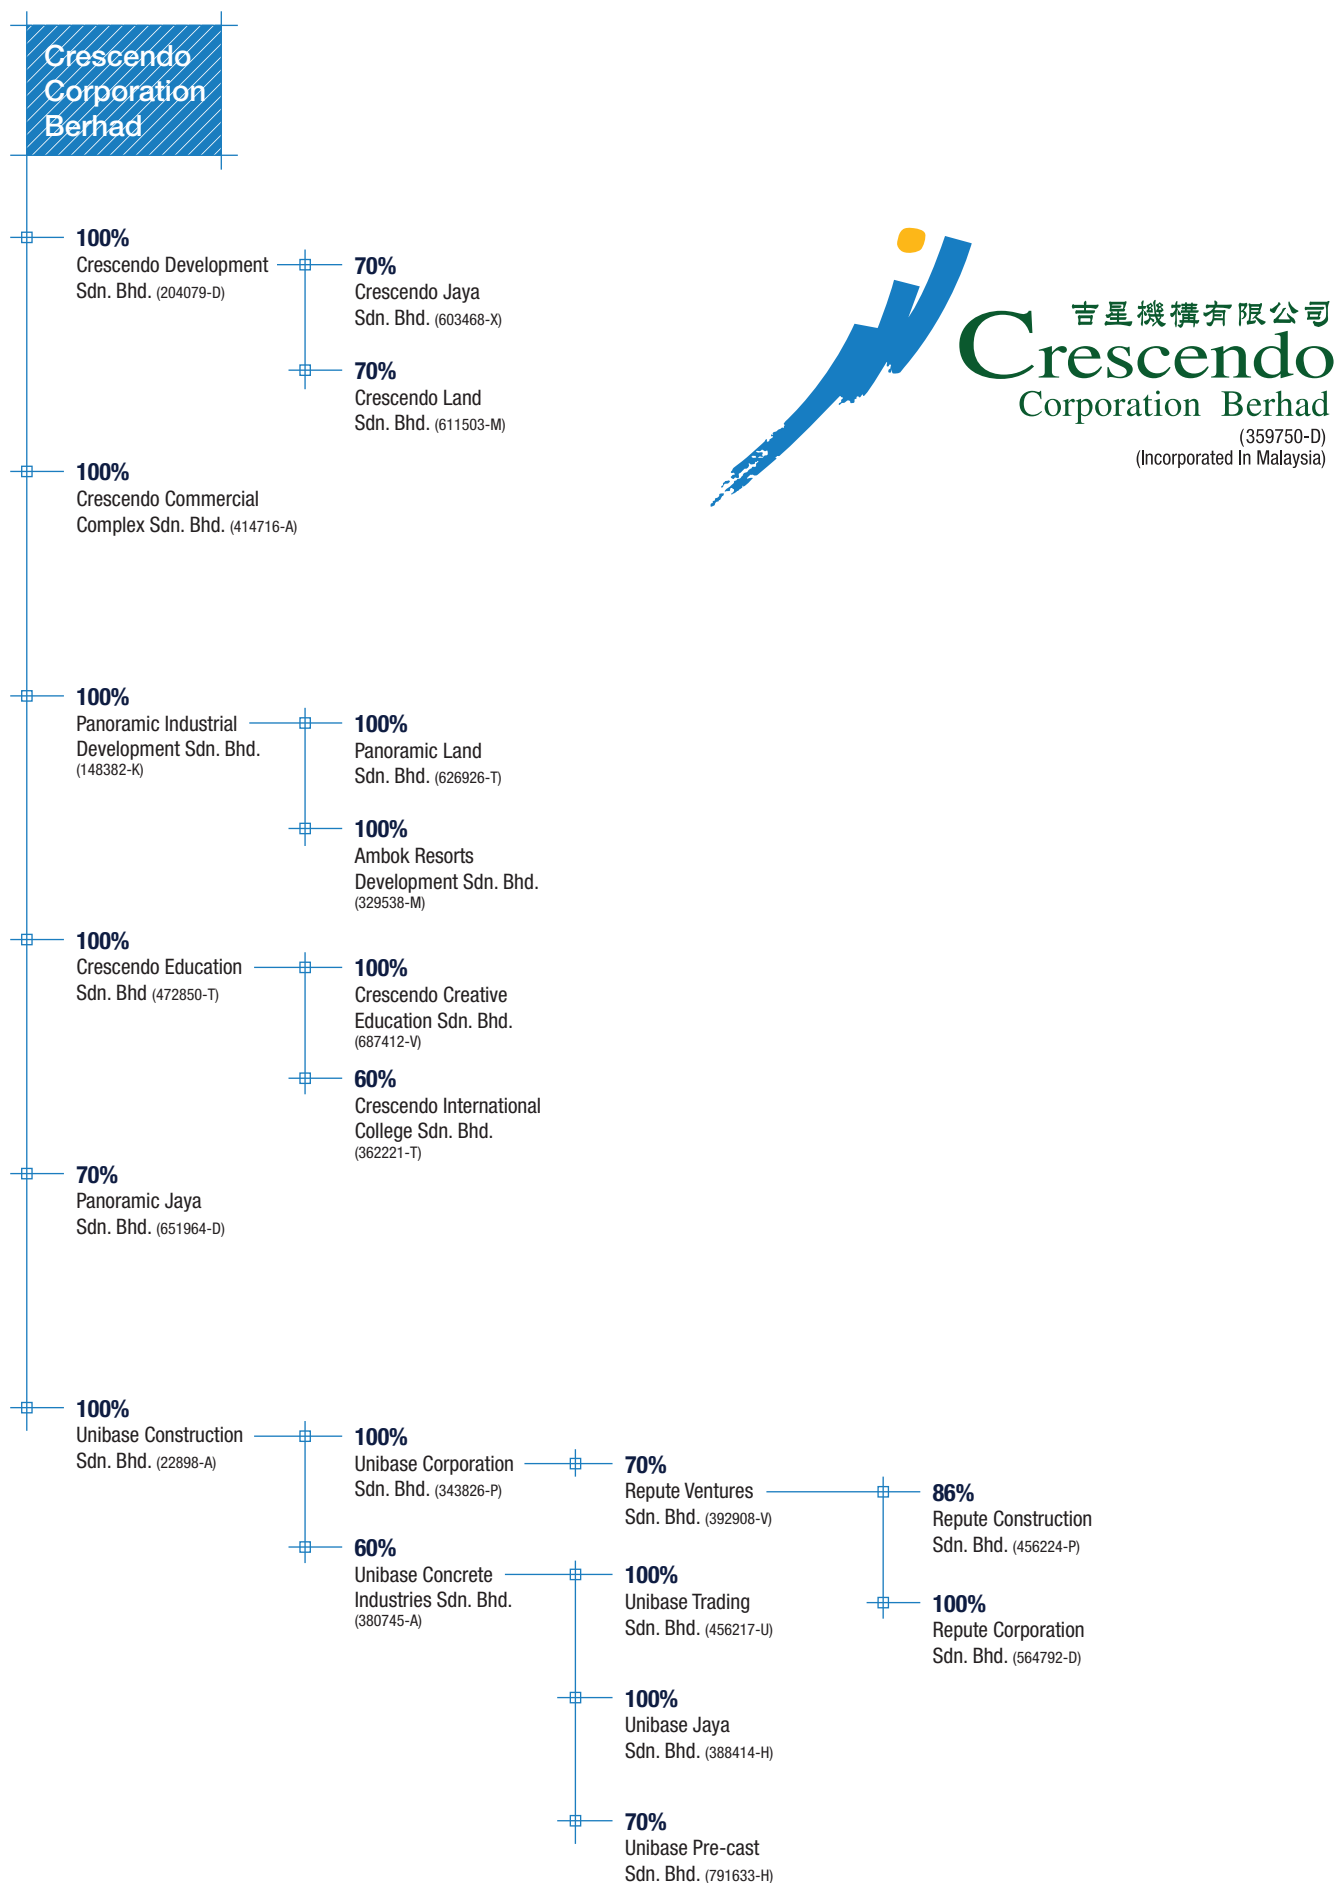 Crescendo
Corporation
Berhad
吉星機構有限公司
Crescendo
Corporation Berhad
(359750-D)
(Incorporated In Malaysia)
100%
Crescendo Development
Sdn. Bhd. (204079-D)
70%
Crescendo Jaya
Sdn. Bhd. (603468-X)
70%
Crescendo Land
Sdn. Bhd. (611503-M)
100%
Crescendo Commercial
Complex Sdn. Bhd. (414716-A)
100%
Panoramic Industrial
Development Sdn. Bhd.
(148382-K)
100%
Panoramic Land
Sdn. Bhd. (626926-T)
100%
Ambok Resorts
Development Sdn. Bhd.
(329538-M)
100%
Crescendo Education
Sdn. Bhd (472850-T)
100%
Crescendo Creative
Education Sdn. Bhd.
(687412-V)
60%
Crescendo International
College Sdn. Bhd.
(362221-T)
70%
Panoramic Jaya
Sdn. Bhd. (651964-D)
100%
Unibase Construction
Sdn. Bhd. (22898-A)
100%
Unibase Corporation
Sdn. Bhd. (343826-P)
70%
Repute Ventures
Sdn. Bhd. (392908-V)
86%
Repute Construction
Sdn. Bhd. (456224-P)
100%
Repute Corporation
Sdn. Bhd. (564792-D)
60%
Unibase Concrete
Industries Sdn. Bhd.
(380745-A)
100%
Unibase Trading
Sdn. Bhd. (456217-U)
100%
Unibase Jaya
Sdn. Bhd. (388414-H)
70%
Unibase Pre-cast
Sdn. Bhd. (791633-H)